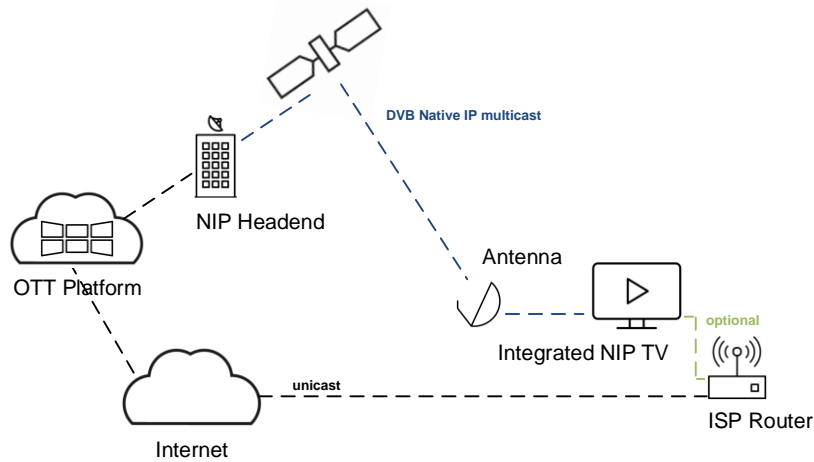 DVB Native IP multicast
NIP Headend
Antenna
OTT Platform
optional
Integrated NIP TV
unicast
ISP Router
Internet